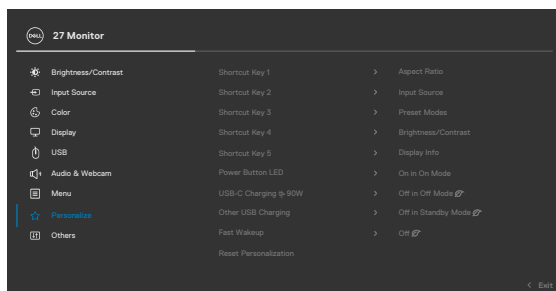 DELL 27 Monitor
Brightness/Contrast Shortcut Key 1 > Aspect Ratio
Input Source Shortcut Key 2 > Input Source
Color Shortcut Key 3 > Preset Modes
Display Shortcut Key 4 > Brightness/Contrast
USB Shortcut Key 5 > Display Info
Audio & Webcam Power Button LED > On in On Mode
Menu USB-C Charging 90W > Off in Off Mode
Personalize Other USB Charging > Off in Standby Mode
Others Fast Wakeup > Off
Reset Personalization
< Exit